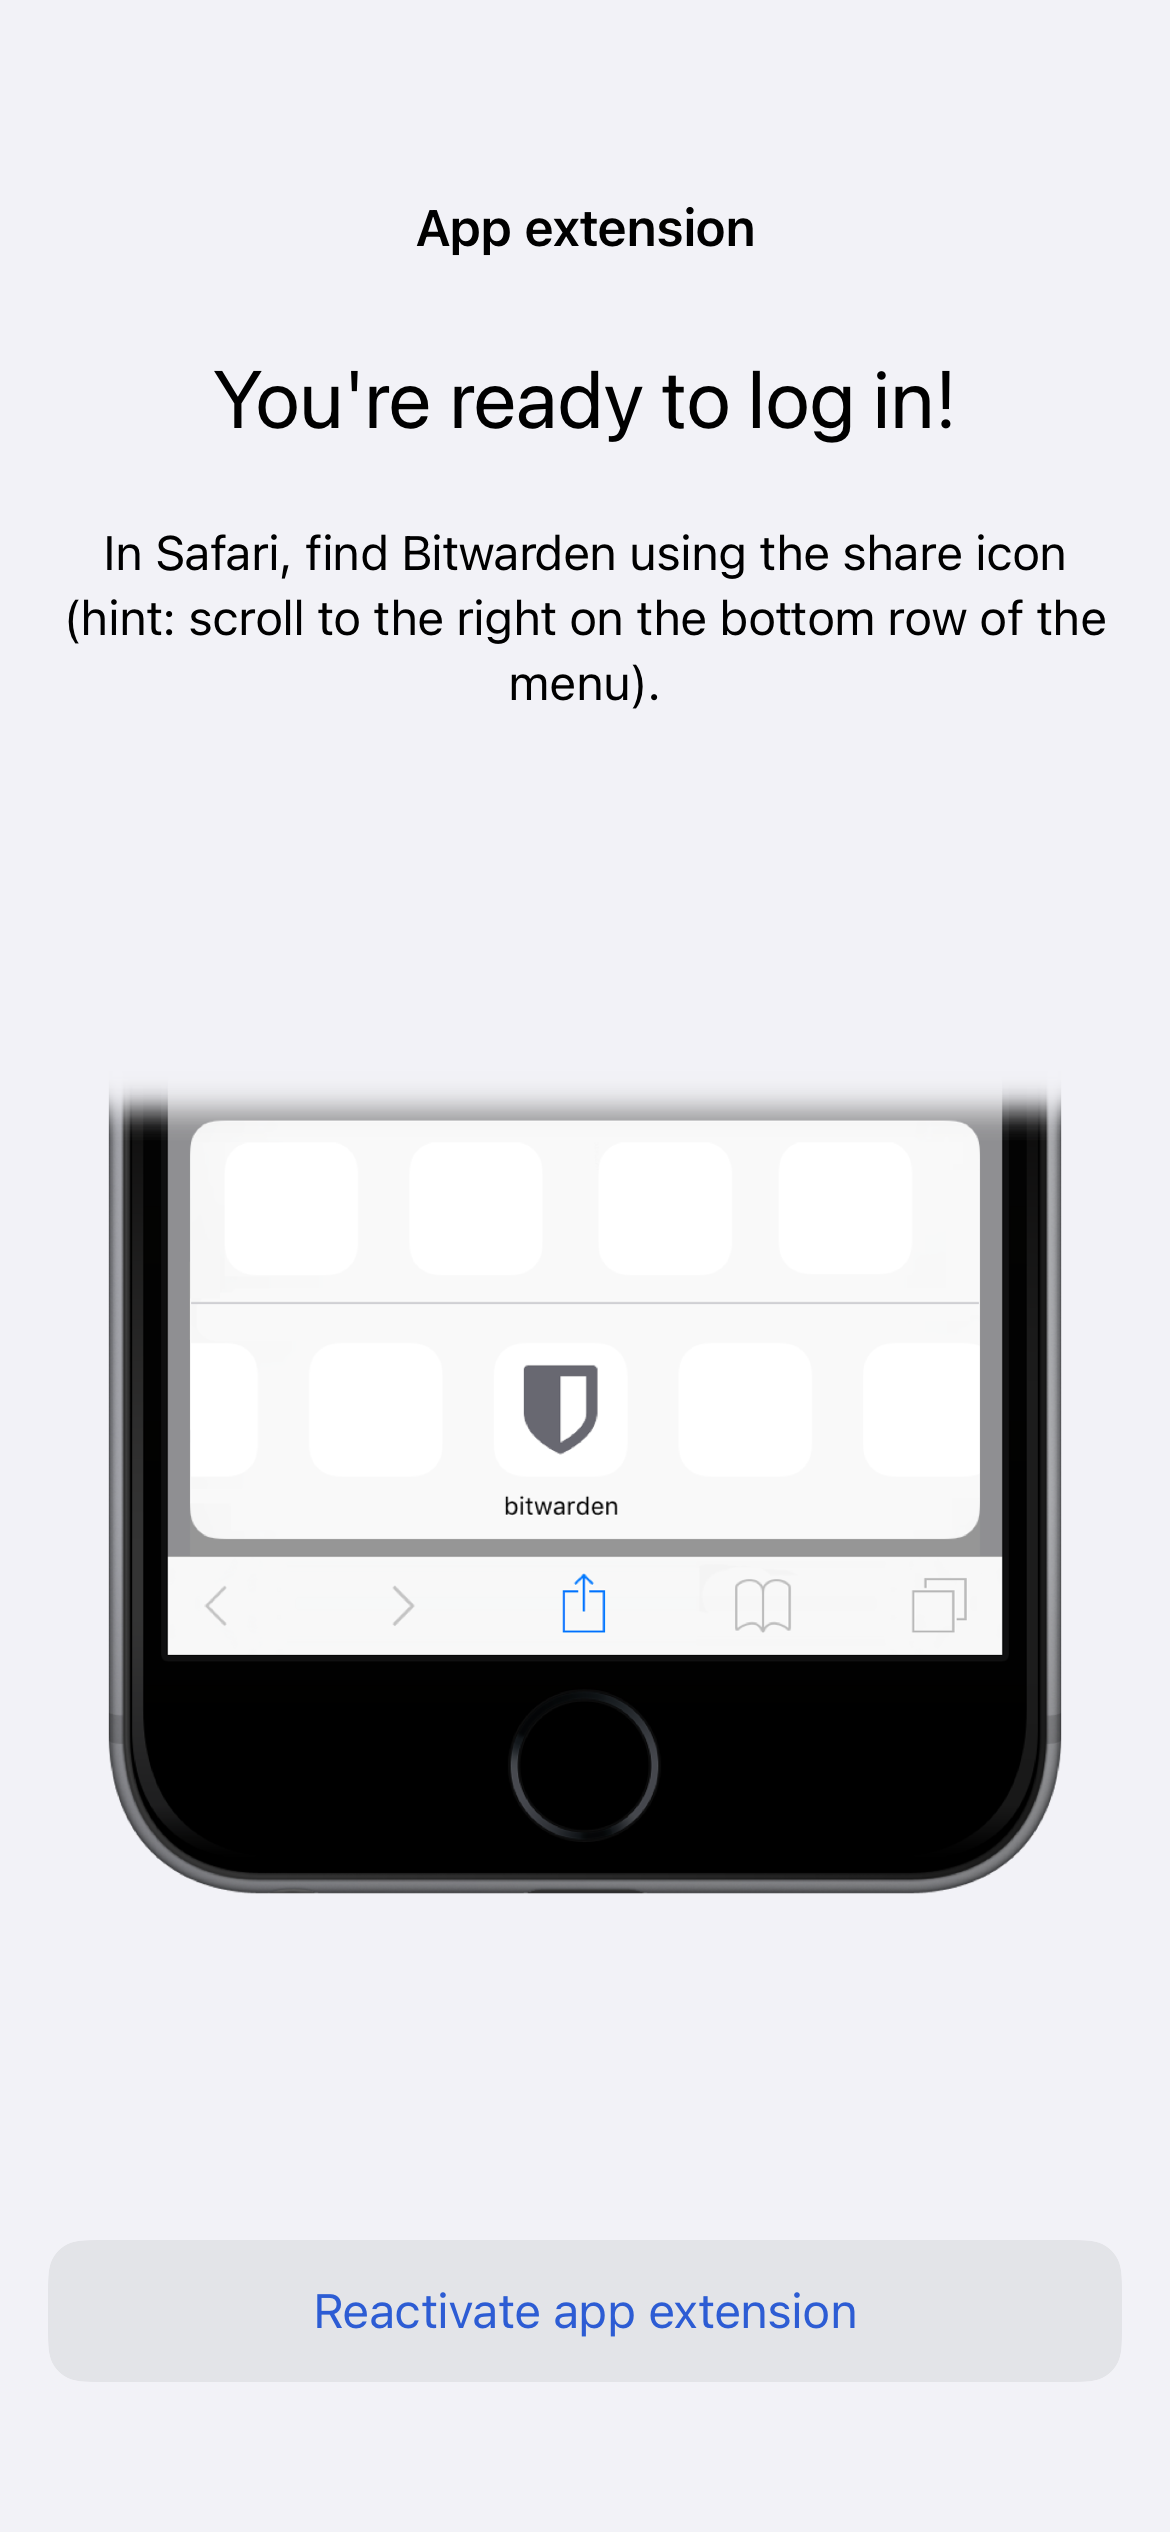 App extension
You're ready to log in!
In Safari, find Bitwarden using the share icon
(hint: scroll to the right on the bottom row of the
menu).
bitwarden
Reactivate app extension